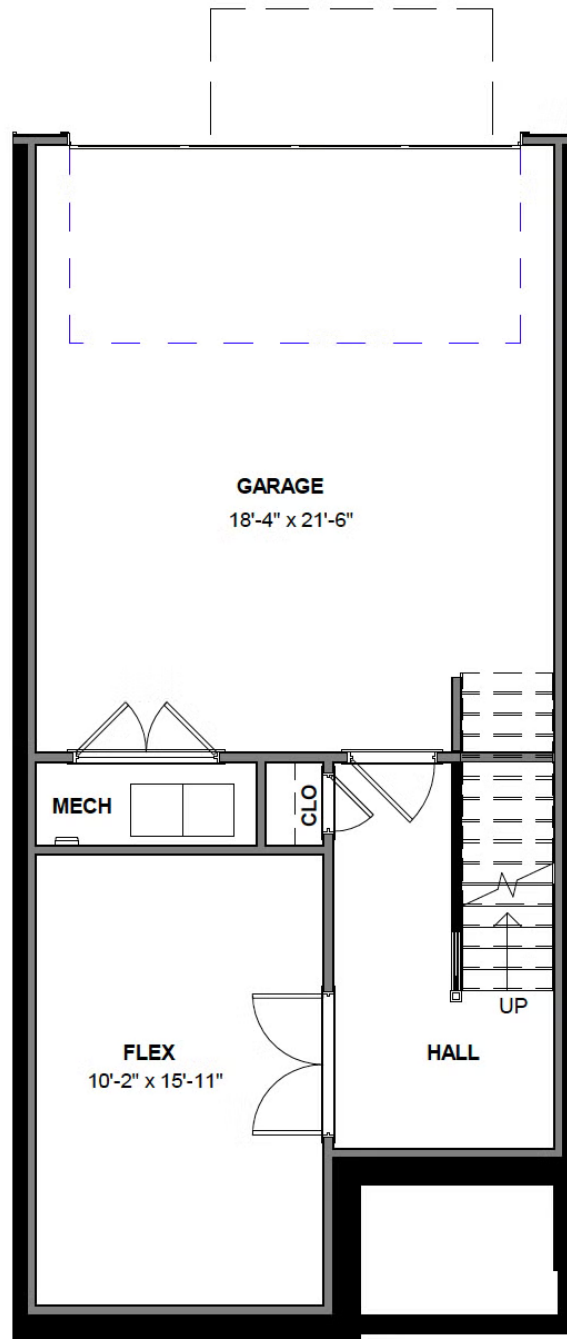 GARAGE
18'-4" x 21'-6"
MECH
CLO
UP
FLEX
10'-2" x 15'-11"
HALL